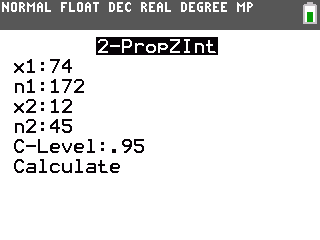 NORMAL FLOAT DEC REAL DEGREE MP
2-PropZInt
x1:74
n1:172
x2:12
n2:45
C-Level:.95
Calculate